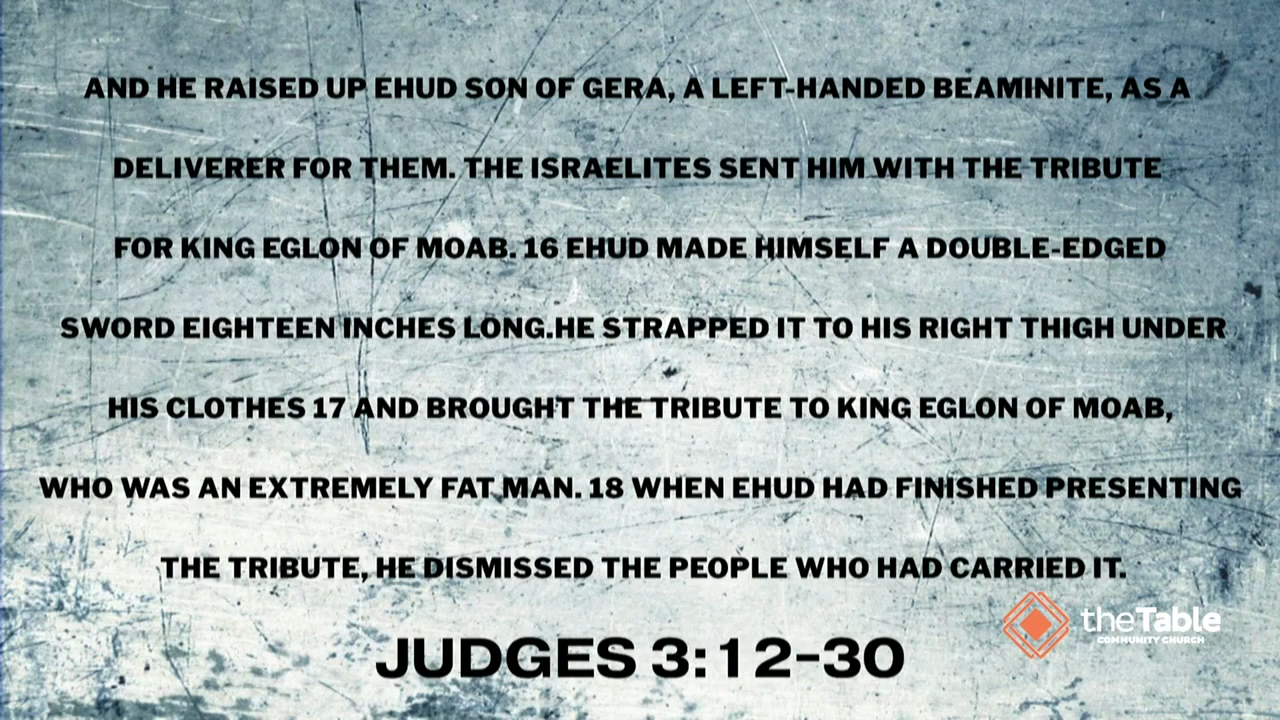 AND HE RAISED UP EHUD SON OF GERA, A LEFT-HANDED BEAMINITE, AS A
DELIVERER FOR THEM. THE ISRAELITES SENT HIM WITH THE TRIBUTE
FOR KING EGLON OF MOAB. 16 EHUD MADE HIMSELF A DOUBLE-EDGED
SWORD EIGHTEEN INCHES LONG.HE STRAPPED IT TO HIS RIGHT THIGH UNDER
HIS CLOTHES 17 AND BROUGHT THE TRIBUTE TO KING EGLON OF MOAB,
WHO WAS AN EXTREMELY FAT MAN. 18 WHEN EHUD HAD FINISHED PRESENTING
THE TRIBUTE, HE DISMISSED THE PEOPLE WHO HAD CARRIED IT.
theTable
COMMUNITY CHURCH
JUDGES 3:12-30